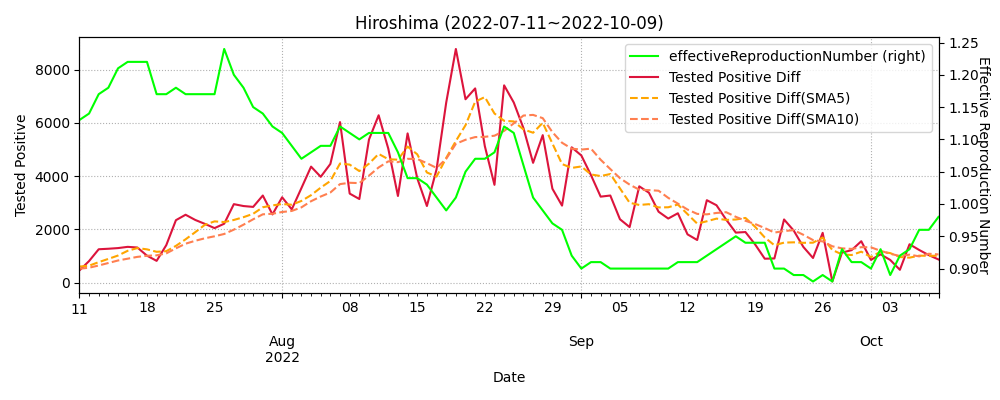 Hiroshima (2022-07-11~2022-10-09)
effectiveReproductionNumber (right)
Tested Positive Diff
Tested Positive Diff(SMA5)
Tested Positive Diff(SMA10)
Tested Positive
8000
6000
4000
2000
0
1.25
1.20
1.15
1.10
1.05
1.00
0.95
0.90
Effective Reproduction Number
11 18 25 08 15 22 29 05 12 19 26 03
Aug Sep Oct
2022
Date